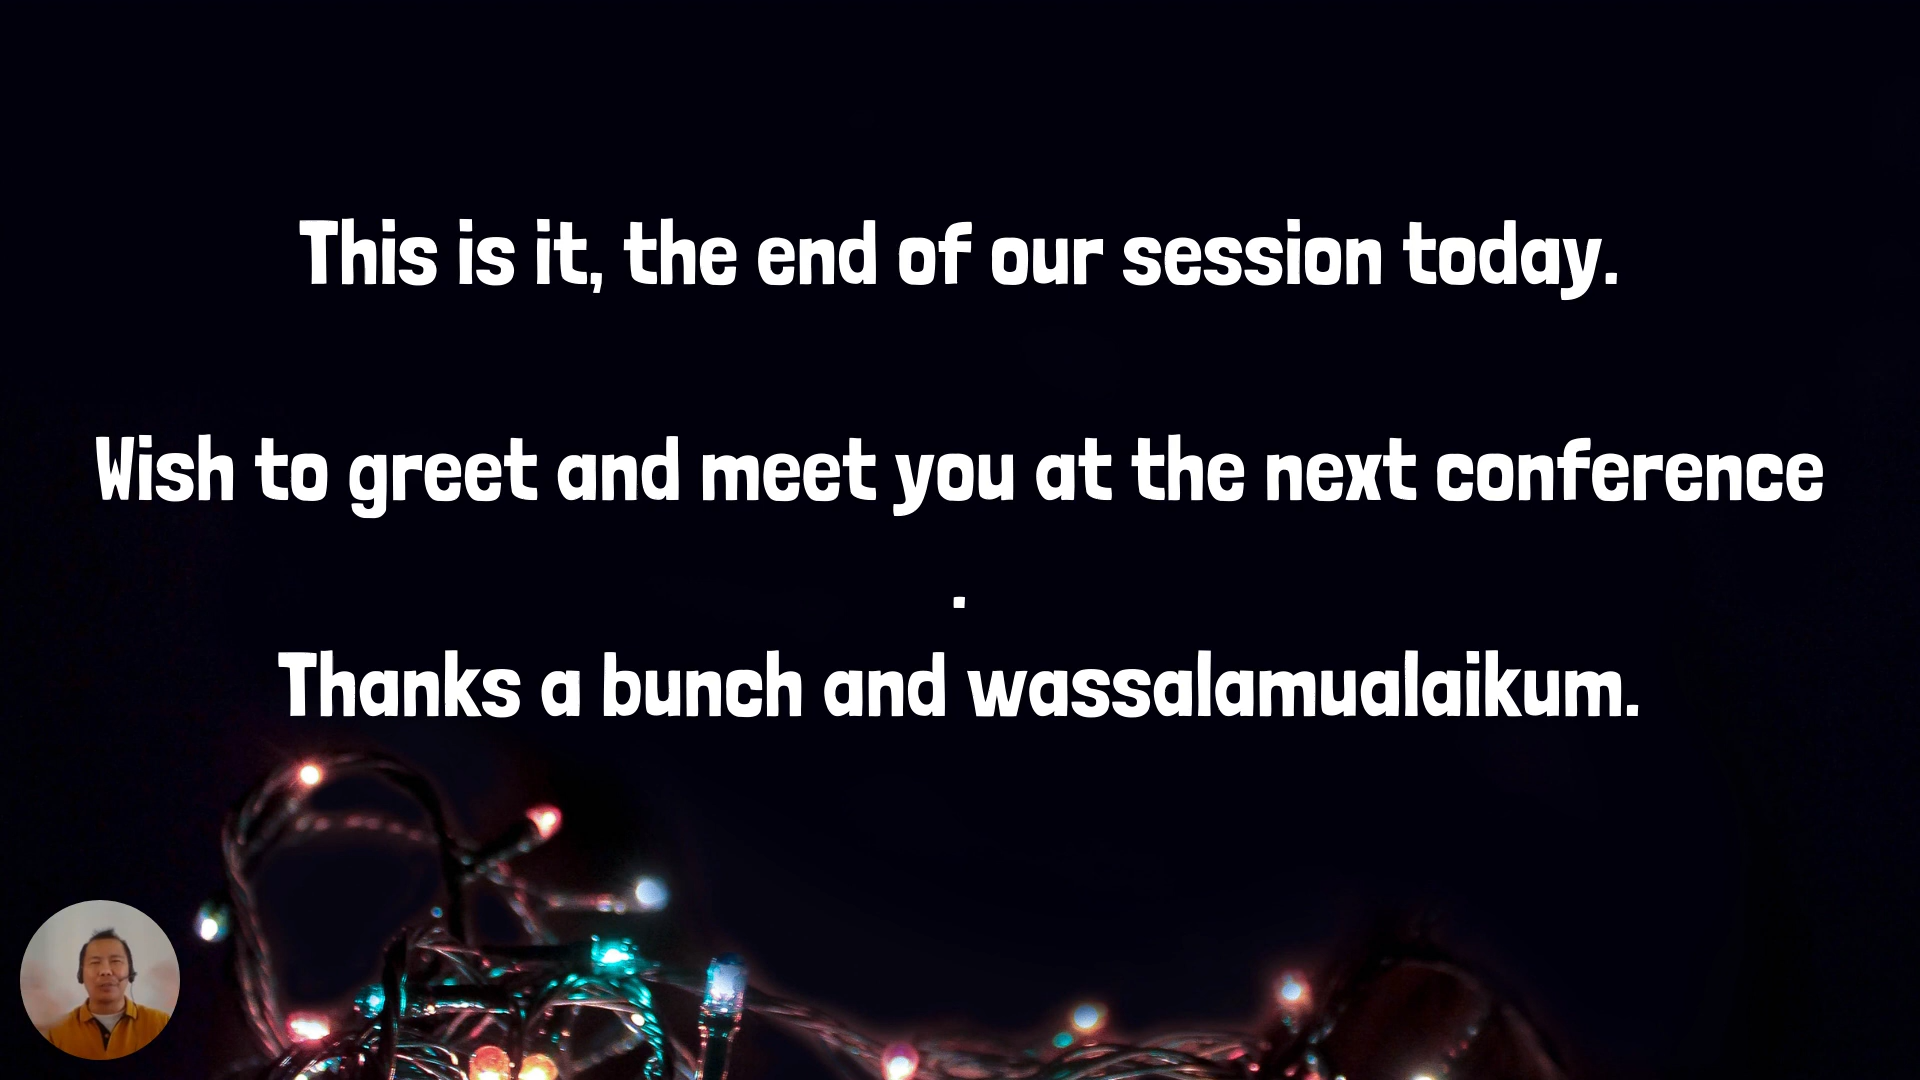 This is it, the end of our session today.
Wish to greet and meet you at the next conference
.
Thanks a bunch and wassalamualaikum.